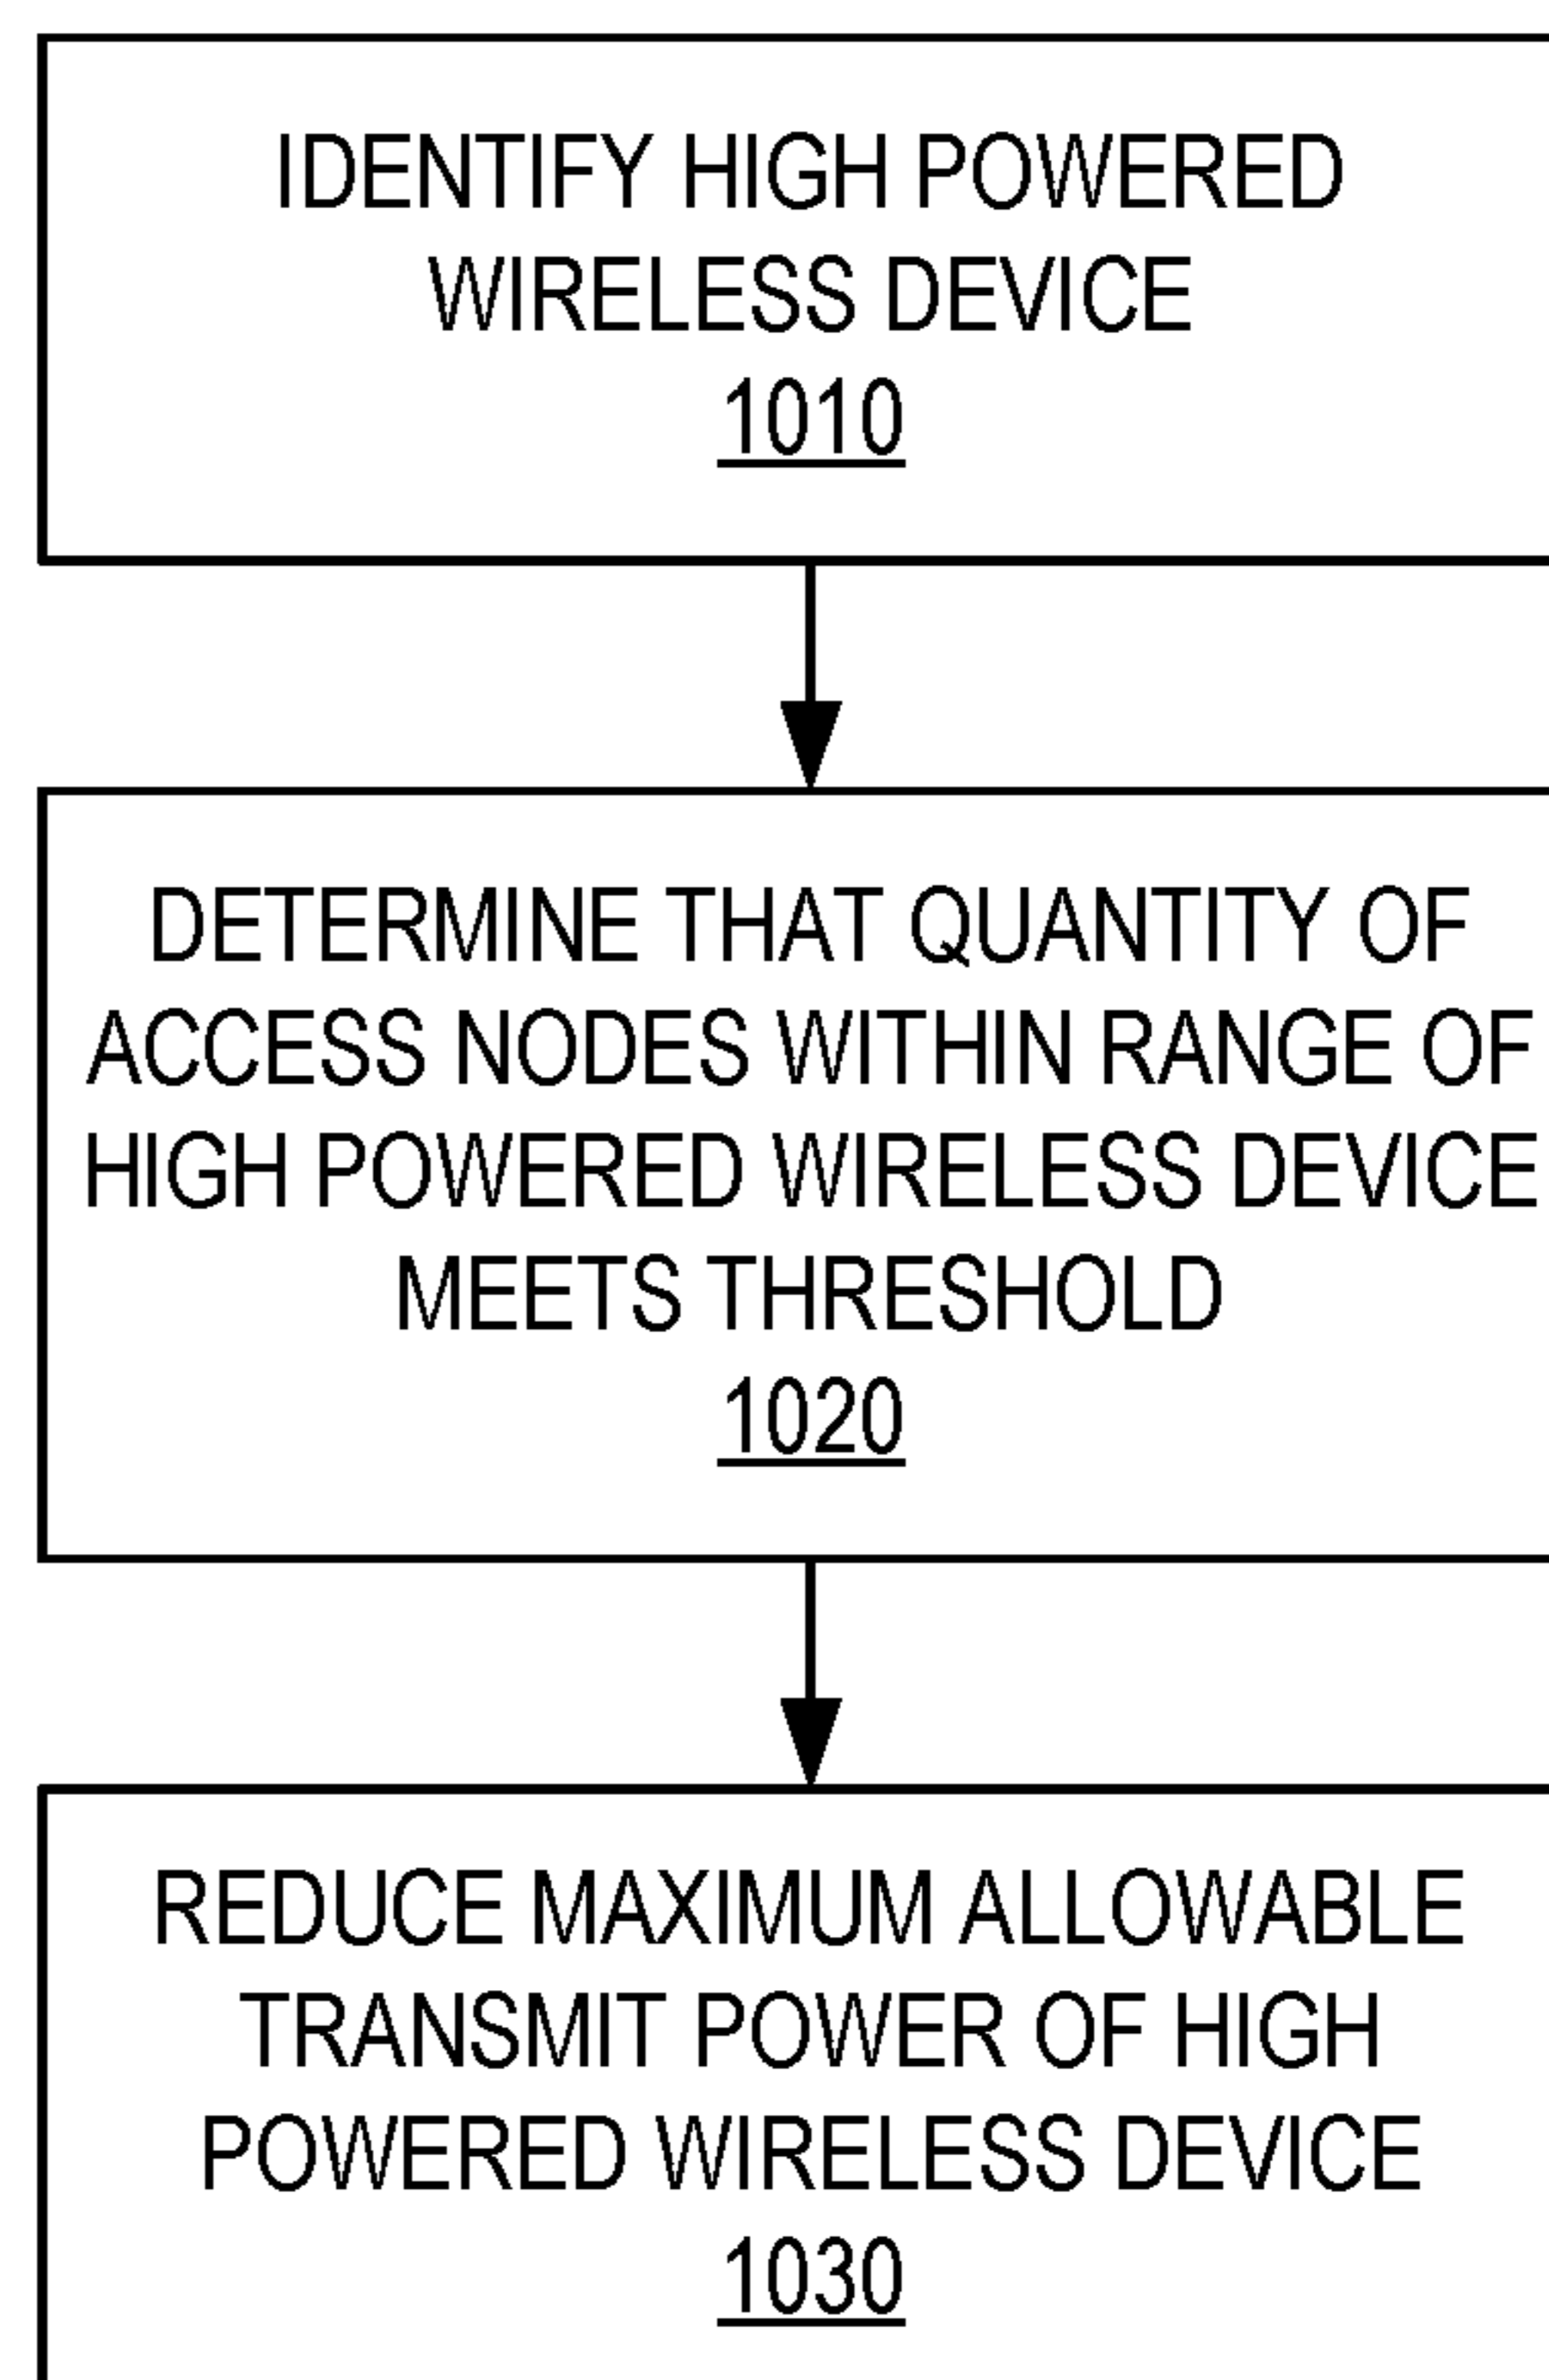 IDENTIFY HIGH POWERED
WIRELESS DEVICE
1010
DETERMINE THAT QUANTITY OF
ACCESS NODES WITHIN RANGE OF
HIGH POWERED WIRELESS DEVICE
MEETS THRESHOLD
1020
REDUCE MAXIMUM ALLOWABLE
TRANSMIT POWER OF HIGH
POWERED WIRELESS DEVICE
1030